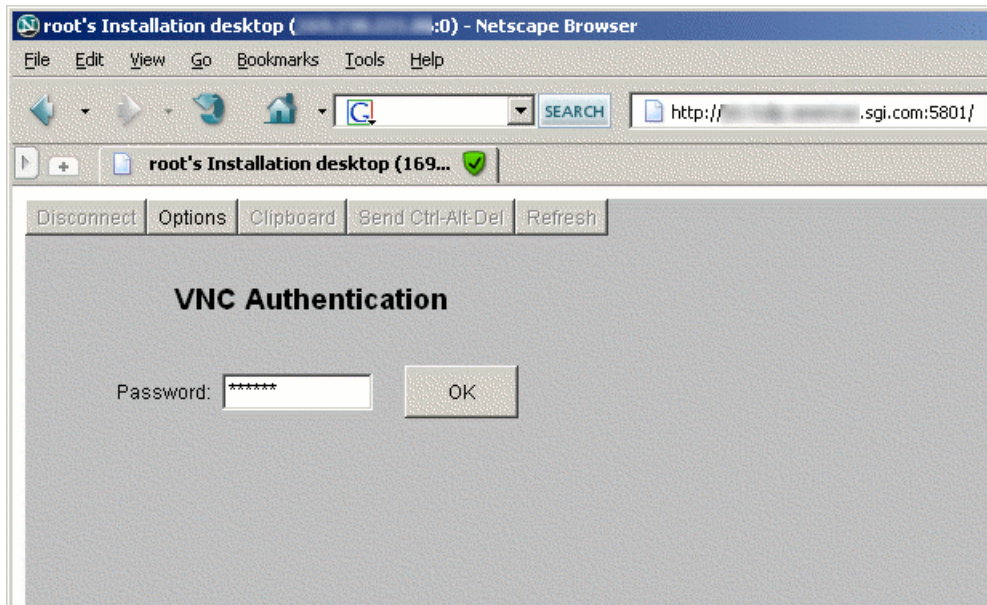 root's Installation desktop ( :0) - Netscape Browser
File Edit View Go Bookmarks Tools Help
G SEARCH http:// .sgi.com:5801/
+ root's Installation desktop (169...
Disconnect Options Clipboard Send Ctrl-Alt-Del Refresh
VNC Authentication
Password: ****** OK